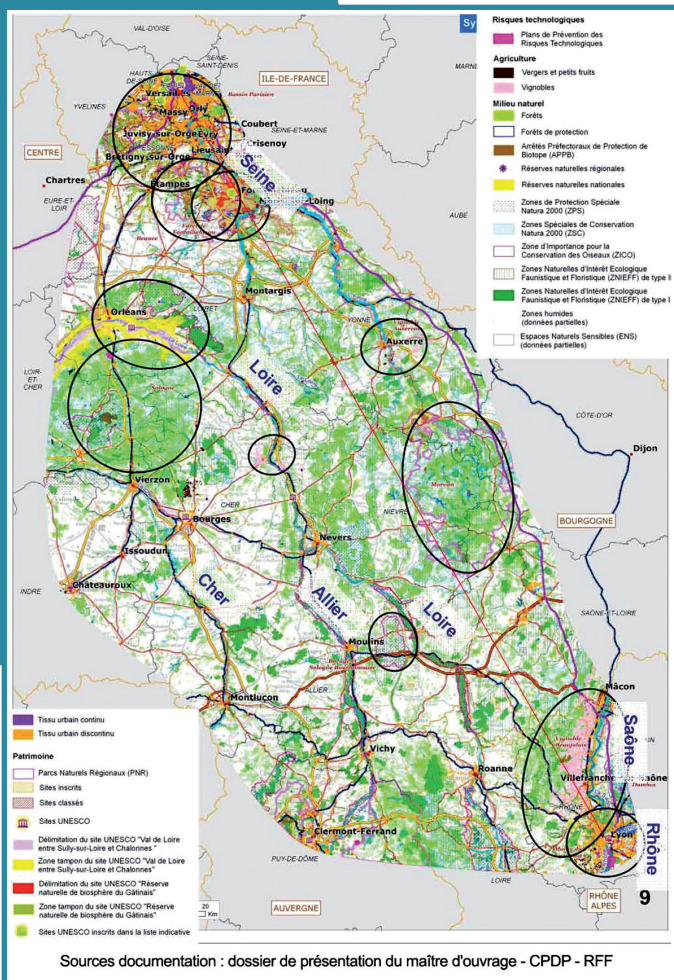 Sy
Risques technologiques
Plans de Prévention des
Risques Technologiques
Agriculture
Vergers et petits fruits
Vignobles
Milieu naturel
Forêts
Forêts de protection
Arrêtés Préfectoraux de Protection de
Biotope (APPB)
Réserves naturelles régionales
Réserves naturelles nationales
Zones de Protection Spéciale
Natura 2000 (ZPS)
Zones Spéciales de Conservation
Natura 2000 (ZSC)
Zone d'Importance pour la
Conservation des Oiseaux (ZICO)
Zones Naturelles d'Intérêt Ecologique
Faunistique et Floristique (ZNIEFF) de type II
Zones Naturelles d'Intérêt Ecologique
Faunistique et Floristique (ZNIEFF) de type I
Zones humides
(données partielles)
Espaces Naturels Sensibles (ENS)
(données partielles)
VAL-D'OISE
SEINE-
SAINT-DENIS
HAUTS-
DE-SEINE
ILE-DE-FRANCE
MARNE
YVELINES
Versailles
Orly
Bassin Parisien
Massy
Juvisy-sur-Orge
Evry
Coubert
SEINE-ET-MARNE
CENTRE
Lieusaint
Crisenoy
Brétigny-sur-Orge
Chartres
Etampes
Seine
EURE-ET-
LOIR
Beauce
AUBE
Montargis
Orléans
LOIRET
YONNE
Auxerre
LOIR-
ET-
CHER
Sologne
Loire
CÔTE-D'OR
Dijon
Vierzon
CHER
Morvan
Bourges
NIEVRE
BOURGOGNE
Nevers
Issoudun
INDRE
Châteauroux
Cher
Allier
Loire
SAÔNE-ET-LOIRE
Moulins
Sologne Bourbonnaise
Mâcon
ALLIER
Montluçon
Saône
Vichy
Roanne
Villefranche-sur-Saône
Dombes
RHÔNE
Clermont-Ferrand
Lyon
Rhône
PUY-DE-DÔME
LOIRE
AUVERGNE
RHÔNE
ALPES
9
20
Km
Tissu urbain continu
Tissu urbain discontinu
Patrimoine
Parcs Naturels Régionaux (PNR)
Sites inscrits
Sites classés
Sites UNESCO
Délimitation du site UNESCO "Val de Loire
entre Sully-sur-Loire et Chalonnes "
Zone tampon du site UNESCO "Val de Loire
entre Sully-sur-Loire et Chalonnes"
Délimitation du site UNESCO "Réserve
naturelle de biosphère du Gâtinais"
Zone tampon du site UNESCO "Réserve
naturelle de biosphère du Gâtinais"
Sites UNESCO inscrits dans la liste indicative
Sources documentation : dossier de présentation du maître d'ouvrage - CPDP - RFF